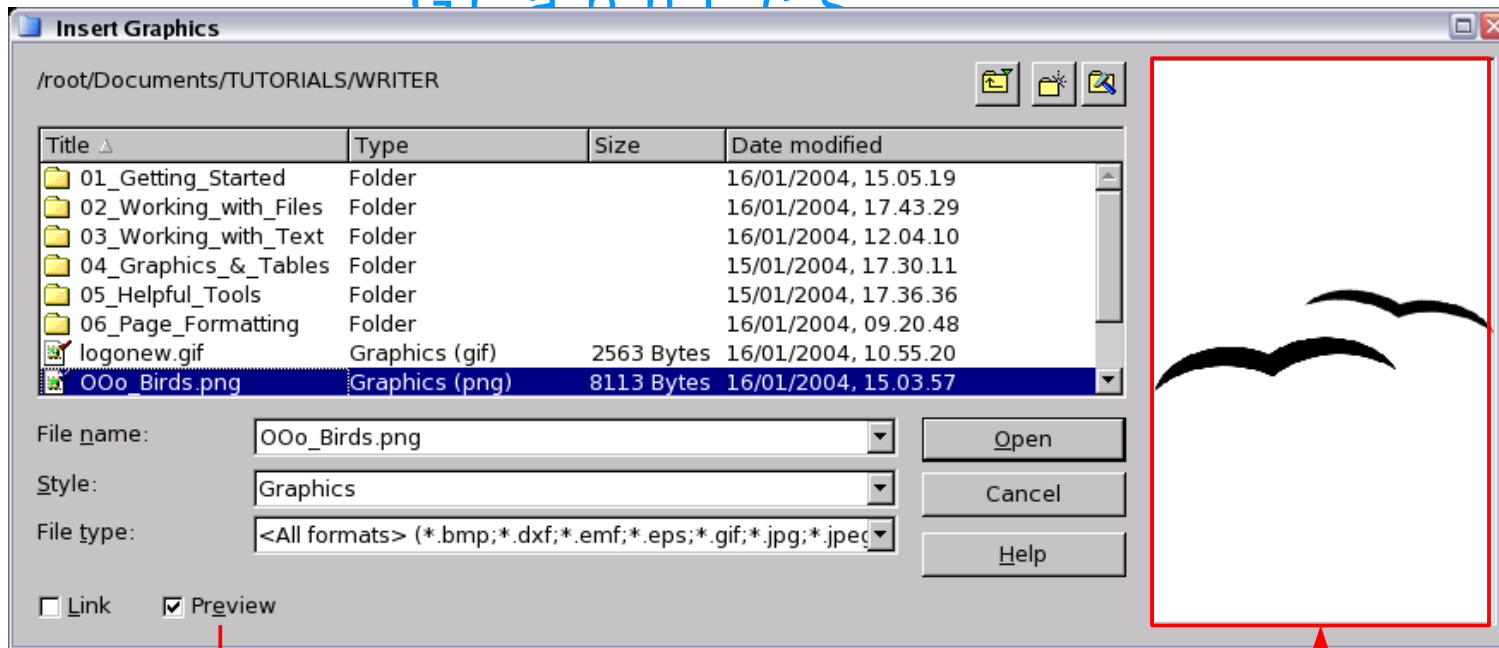 Graphics
Insert Graphics
/root/Documents/TUTORIALS/WRITER
Title Type Size Date modified
01_Getting_Started Folder 16/01/2004, 15.05.19
02_Working_with_Files Folder 16/01/2004, 17.43.29
03_Working_with_Text Folder 16/01/2004, 12.04.10
04_Graphics_&_Tables Folder 15/01/2004, 17.30.11
05_Helpful_Tools Folder 15/01/2004, 17.36.36
06_Page_Formatting Folder 16/01/2004, 09.20.48
logonew.gif Graphics (gif) 2563 Bytes 16/01/2004, 10.55.20
OOo_Birds.png Graphics (png) 8113 Bytes 16/01/2004, 15.03.57
File name: OOo_Birds.png Open
Style: Graphics Cancel
File type: <All formats> (*.bmp;*.dxf;*.emf;*.eps;*.gif;*.jpg;*.jpeg
Help
Link Preview